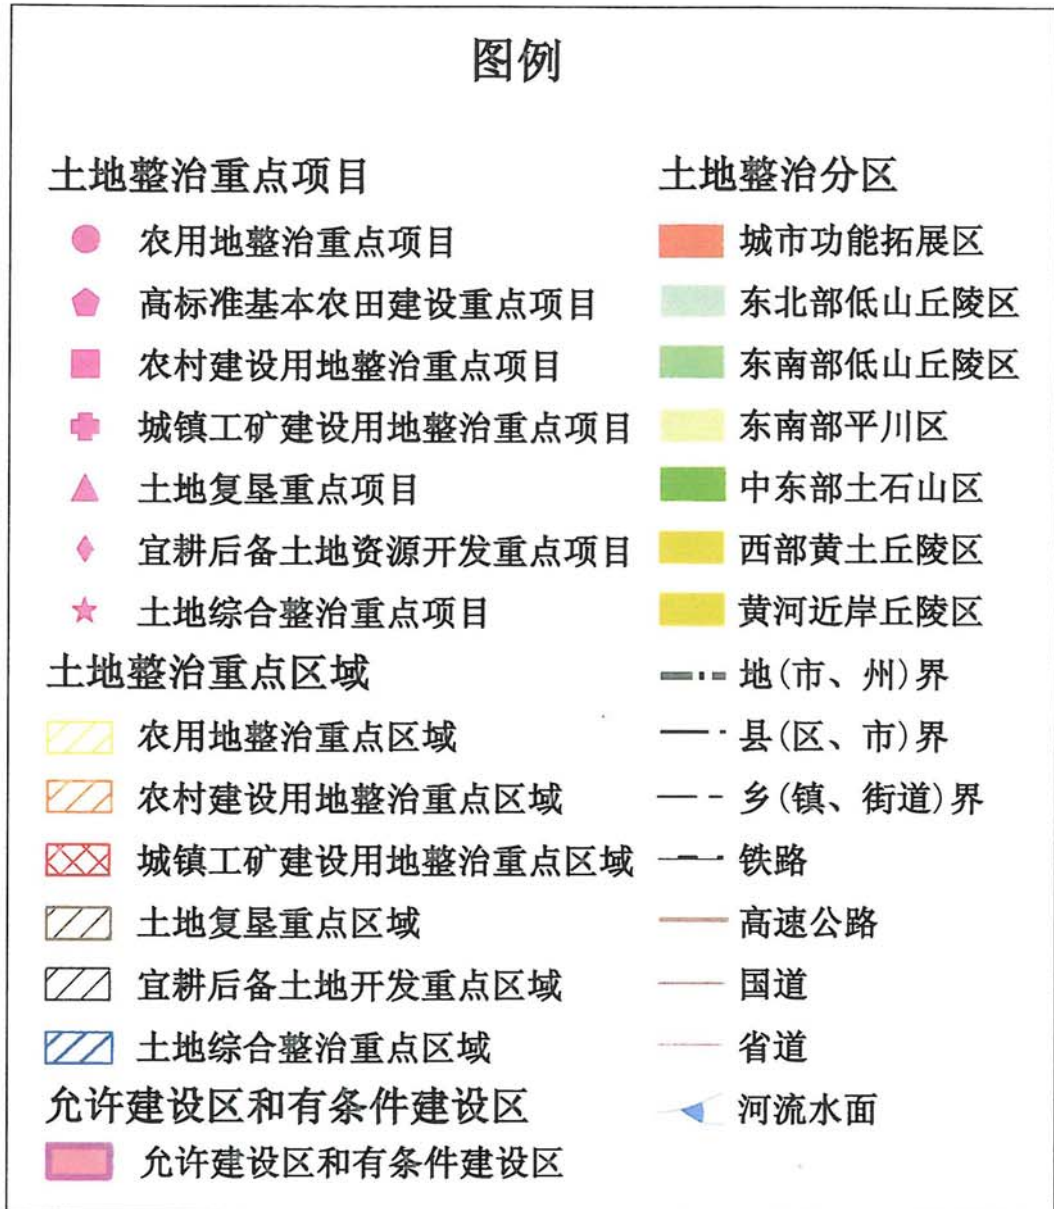 图例
土地整治重点项目
农用地整治重点项目
高标准基本农田建设重点项目
农村建设用地整治重点项目
城镇工矿建设用地整治重点项目
土地复垦重点项目
宜耕后备土地资源开发重点项目
土地综合整治重点项目
土地整治重点区域
农用地整治重点区域
农村建设用地整治重点区域
城镇工矿建设用地整治重点区域
土地复垦重点区域
宜耕后备土地开发重点区域
土地综合整治重点区域
允许建设区和有条件建设区
允许建设区和有条件建设区
土地整治分区
城市功能拓展区
东北部低山丘陵区
东南部低山丘陵区
东南部平川区
中东部土石山区
西部黄土丘陵区
黄河近岸丘陵区
地(市、州)界
县(区、市)界
乡(镇、街道)界
铁路
高速公路
国道
省道
河流水面